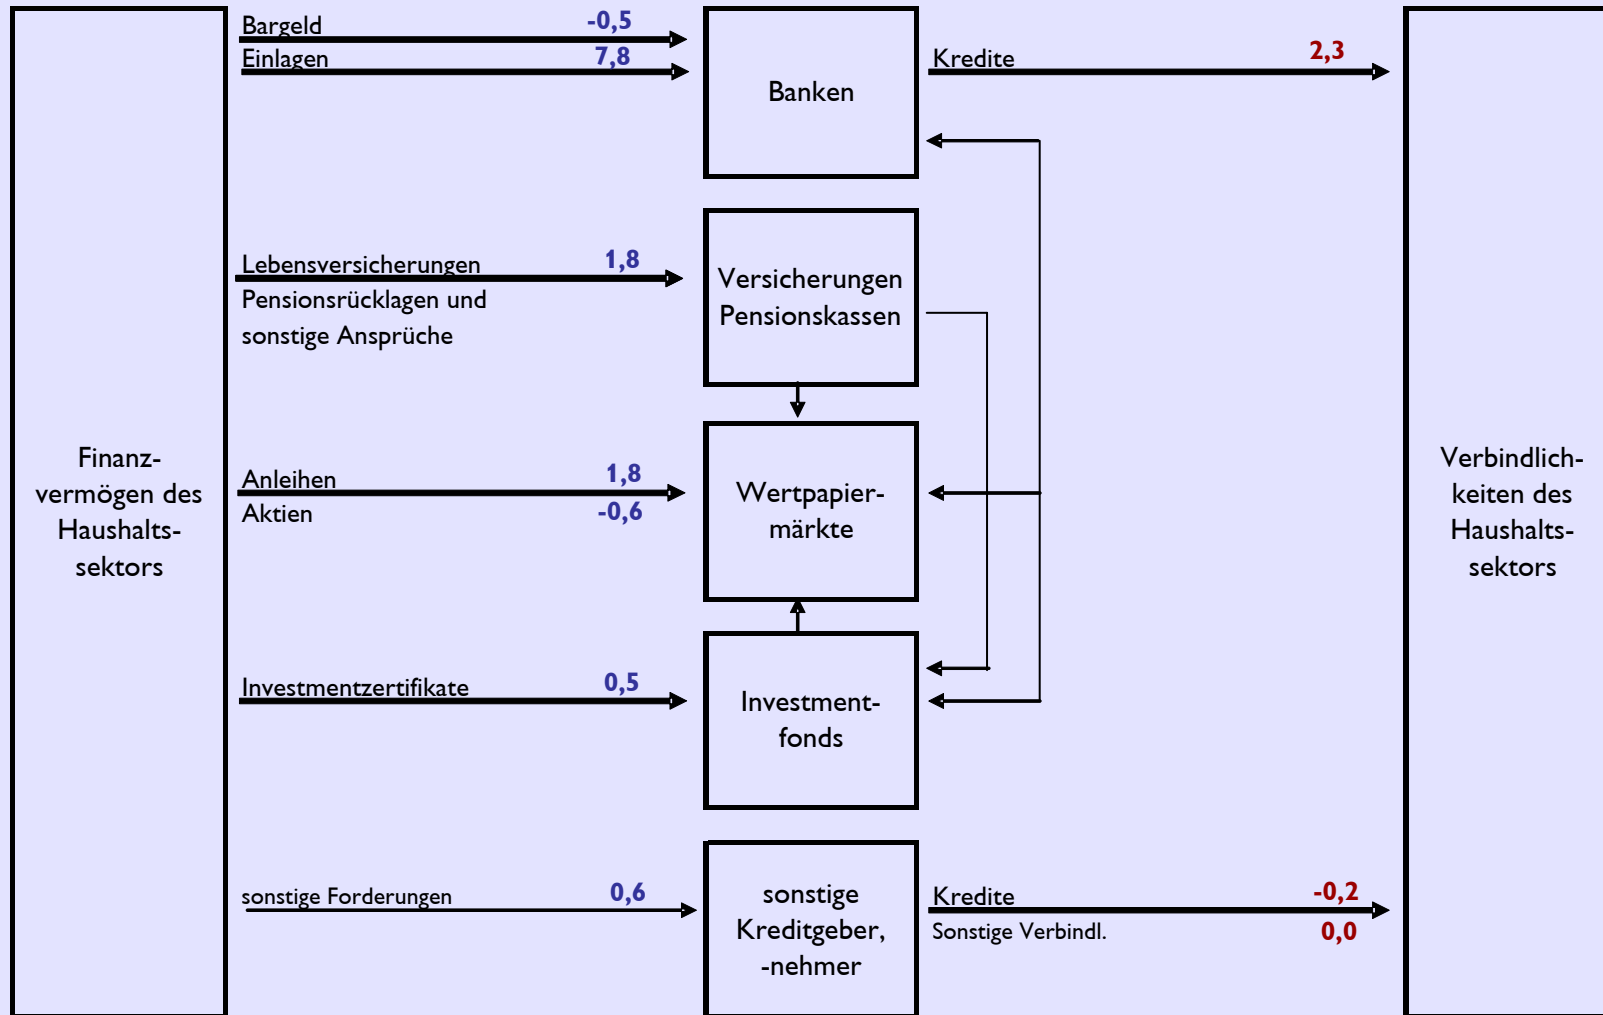 Finanz-
vermögen des
Haushalts-
sektors
Bargeld -0,5
Einlagen 7,8
Banken
Kredite 2,3
Lebensversicherungen 1,8
Pensionsrücklagen und
sonstige Ansprüche
Versicherungen
Pensionskassen
Anleihen 1,8
Aktien -0,6
Wertpapier-
märkte
Investmentzertifikate 0,5
Investment-
fonds
sonstige Forderungen 0,6
sonstige
Kreditgeber,
-nehmer
Kredite -0,2
Sonstige Verbindl. 0,0
Verbindlich-
keiten des
Haushalts-
sektors